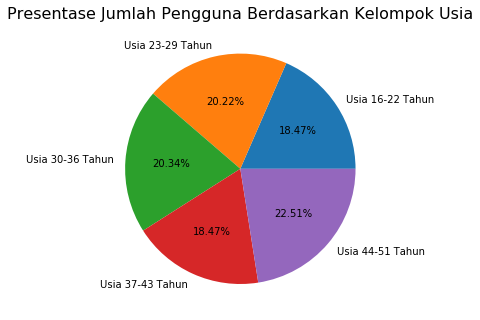 Presentase Jumlah Pengguna Berdasarkan Kelompok Usia
Usia 23-29 Tahun
20.22%
Usia 16-22 Tahun
18.47%
Usia 30-36 Tahun
20.34%
18.47%
Usia 37-43 Tahun
22.51%
Usia 44-51 Tahun